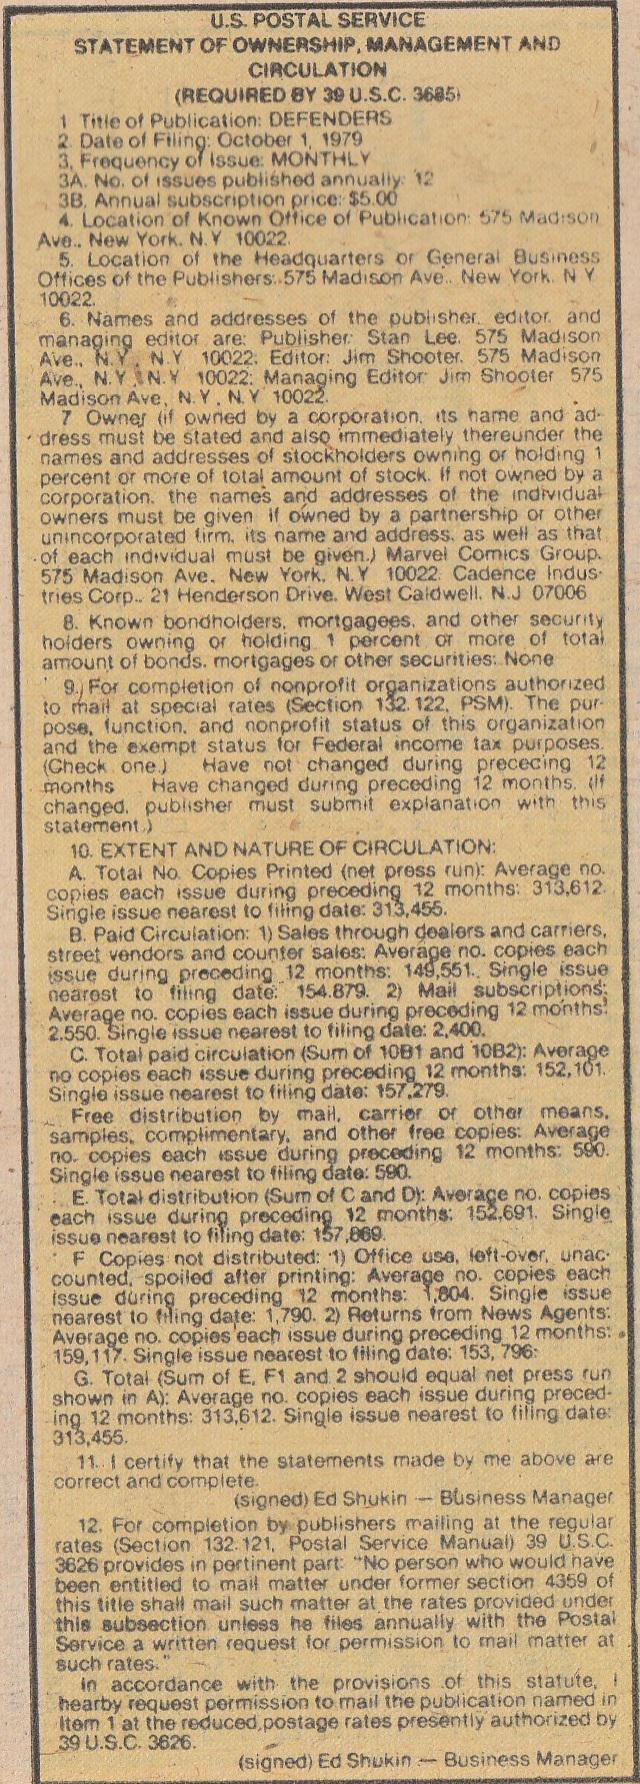 U.S. POSTAL SERVICE
STATEMENT OF OWNERSHIP, MANAGEMENT AND
CIRCULATION
(REQUIRED BY 39 U.S.C. 3685)
1 Title of Publication: DEFENDERS
2. Date of Filing: October 1, 1979
3. Frequency of Issue: MONTHLY
3A. No. of issues published annually: 12
3B. Annual subscription price: $5.00
4. Location of Known Office of Publication: 575 Madison
Ave., New York, N.Y 10022.
5. Location of the Headquarters or General Business
Offices of the Publishers: 575 Madison Ave., New York, N Y
10022.
6. Names and addresses of the publisher, editor, and
managing editor are: Publisher: Stan Lee, 575 Madison
Ave., N.Y., N.Y 10022; Editor: Jim Shooter, 575 Madison
Ave., N.Y., N.Y 10022; Managing Editor Jim Shooter 575
Madison Ave, N.Y., N.Y 10022.
7 Owner (if owned by a corporation, its name and ad-
dress must be stated and also immediately thereunder the
names and addresses of stockholders owning or holding 1
percent or more of total amount of stock. If not owned by a
corporation, the names and addresses of the individual
owners must be given If owned by a partnership or other
unincorporated firm, its name and address, as well as that
of each individual must be given.) Marvel Comics Group,
575 Madison Ave., New York, N.Y 10022. Cadence Indus-
tries Corp., 21 Henderson Drive, West Caldwell, N.J 07006
8. Known bondholders, mortgagees, and other security
holders owning or holding 1 percent or more of total
amount of bonds, mortgages or other securities: None
9. For completion of nonprofit organizations authorized
to mail at special rates (Section 132.122, PSM). The pur-
pose, function, and nonprofit status of this organization
and the exempt status for Federal income tax purposes.
(Check one.) Have not changed during preceding 12
months Have changed during preceding 12 months. (If
changed, publisher must submit explanation with this
statement.)
10. EXTENT AND NATURE OF CIRCULATION:
A. Total No. Copies Printed (net press run): Average no.
copies each issue during preceding 12 months: 313,612.
Single issue nearest to filing date: 313,455.
B. Paid Circulation: 1) Sales through dealers and carriers,
street vendors and counter sales: Average no. copies each
issue during preceding 12 months: 149,551. Single issue
nearest to filing date: 154.879. 2) Mail subscriptions:
Average no. copies each issue during preceding 12 months:
2.550. Single issue nearest to filing date: 2,400.
C. Total paid circulation (Sum of 10B1 and 10B2): Average
no copies each issue during preceding 12 months: 152,101.
Single issue nearest to filing date: 157,279.
Free distribution by mail, carrier or other means,
samples, complimentary, and other free copies: Average
no. copies each issue during preceding 12 months: 590.
Single issue nearest to filing date: 590.
E. Total distribution (Sum of C and D): Average no. copies
each issue during preceding 12 months: 152,691. Single
issue nearest to filing date: 157,869.
F Copies not distributed: 1) Office use, left-over, unac-
counted, spoiled after printing: Average no. copies each
issue during preceding 12 months: 1,804. Single issue
nearest to filing date: 1,790. 2) Returns from News Agents:
Average no. copies each issue during preceding 12 months:
159,117. Single issue nearest to filing date: 153, 796.
G. Total (Sum of E, F1 and 2 should equal net press run
shown in A): Average no. copies each issue during preced-
ing 12 months: 313,612. Single issue nearest to filing date:
313,455.
11. I certify that the statements made by me above are
correct and complete.
(signed) Ed Shukin — Business Manager
12. For completion by publishers mailing at the regular
rates (Section 132.121, Postal Service Manual) 39 U.S.C.
3626 provides in pertinent part: "No person who would have
been entitled to mail matter under former section 4359 of
this title shall mail such matter at the rates provided under
this subsection unless he files annually with the Postal
Service a written request for permission to mail matter at
such rates."
In accordance with the provisions of this statute, I
hearby request permission to mail the publication named in
Item 1 at the reduced postage rates presently authorized by
39 U.S.C. 3626.
(signed) Ed Shukin — Business Manager